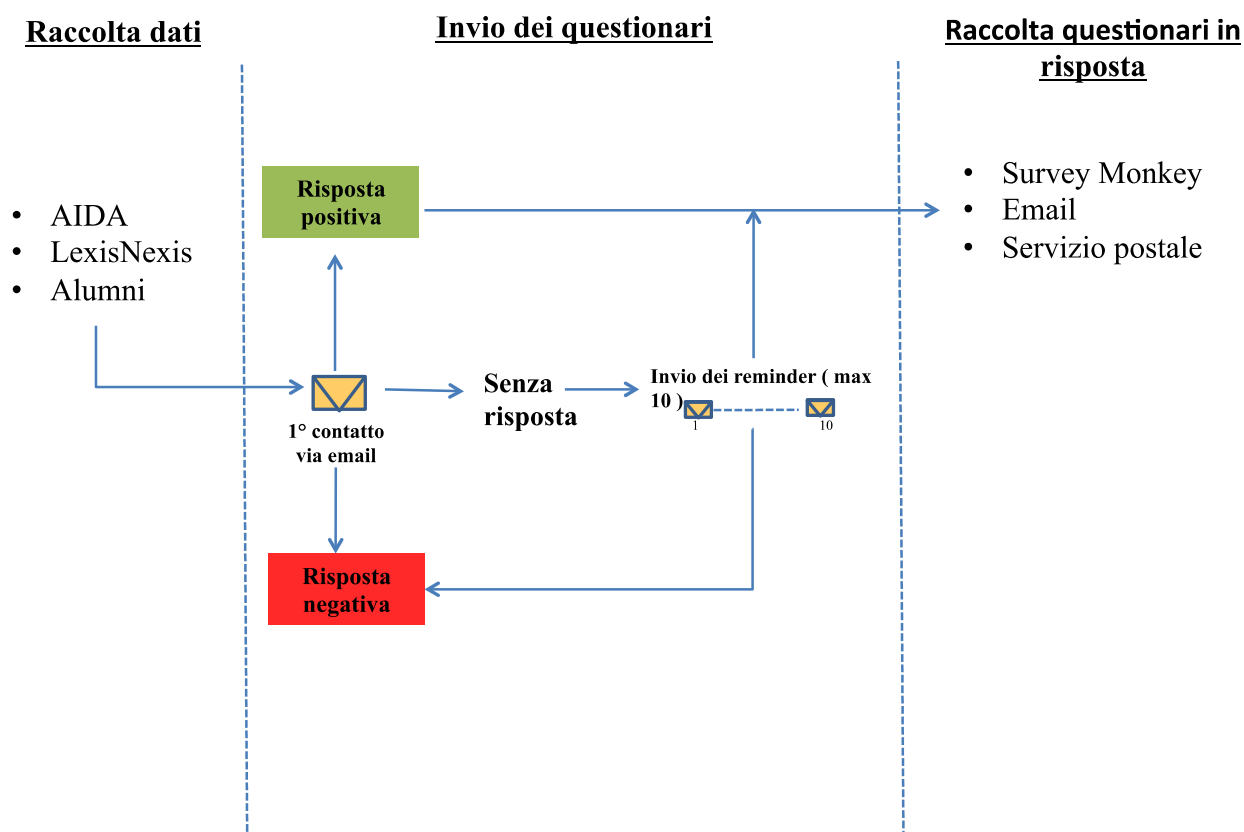 Raccolta dati
Invio dei questionari
Raccolta questionari in
risposta
• AIDA
• LexisNexis
• Alumni
Risposta
positiva
1° contatto
via email
Senza
risposta
Invio dei reminder ( max
10 )
1
10
Risposta
negativa
• Survey Monkey
• Email
• Servizio postale